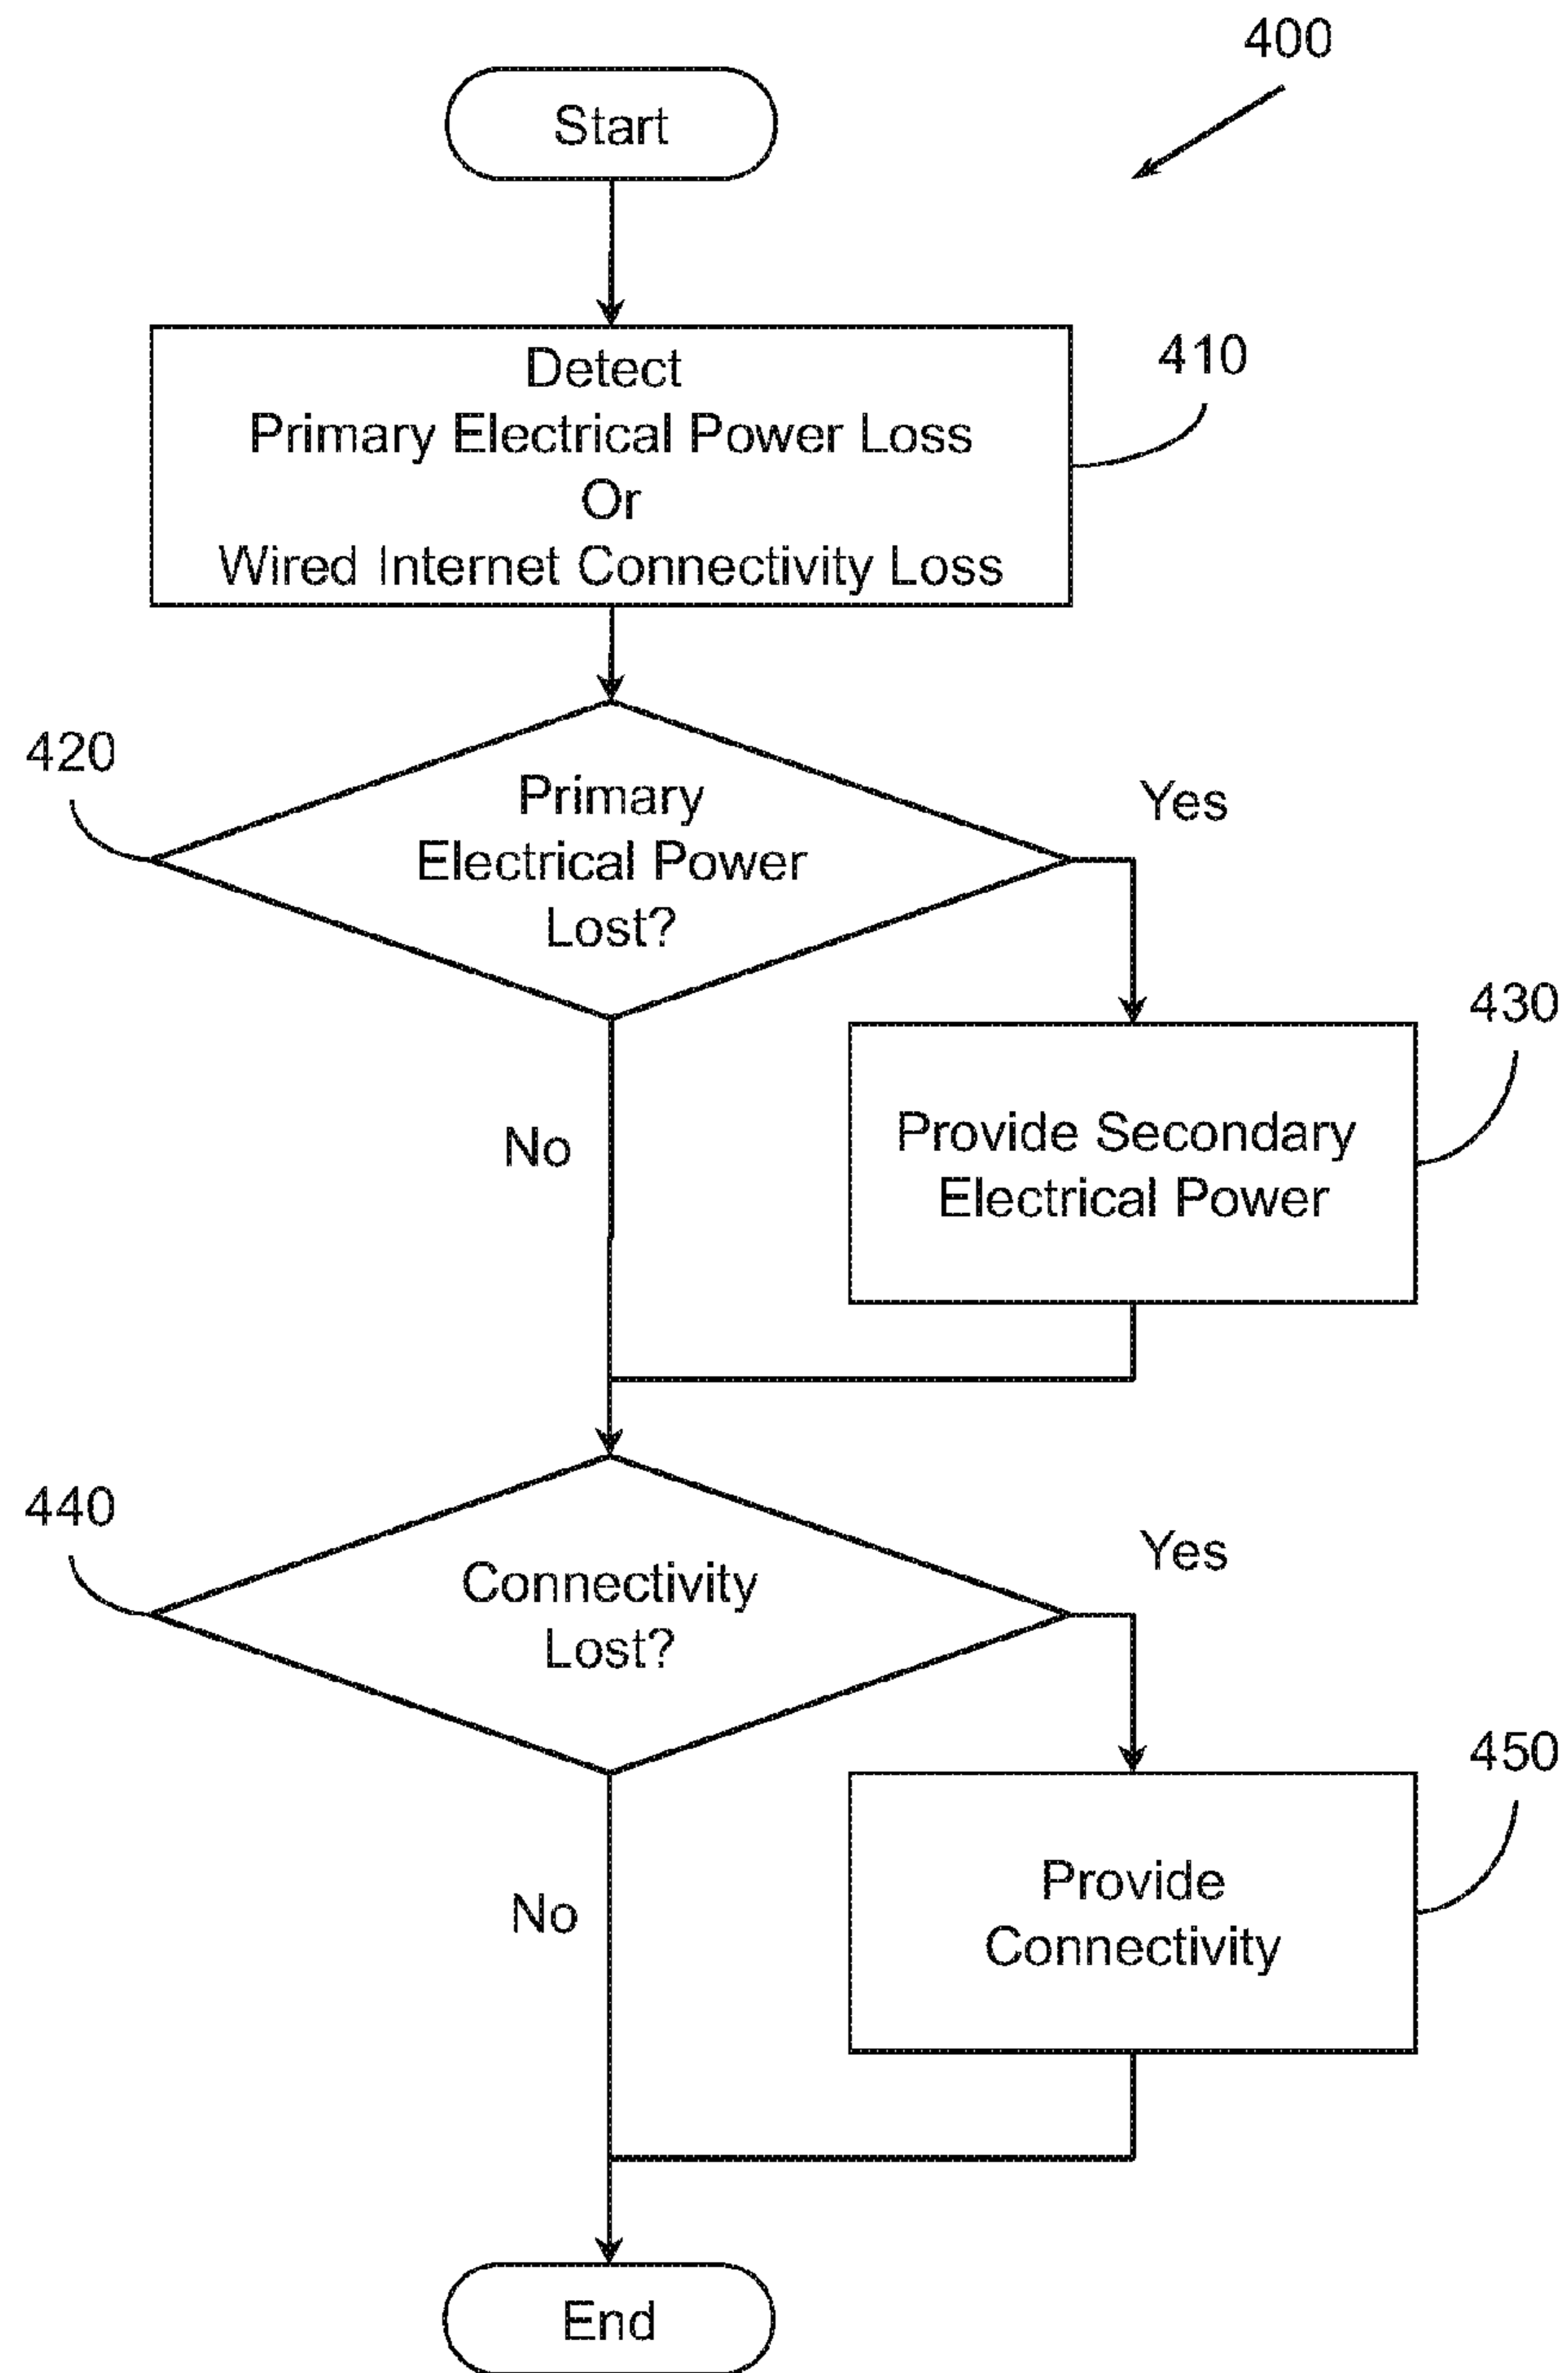 400
Start
Detect
Primary Electrical Power Loss
Or
Wired Internet Connectivity Loss
410
420
Primary
Electrical Power
Lost?
Yes
430
No
Provide Secondary
Electrical Power
440
Connectivity
Lost?
Yes
450
No
Provide
Connectivity
End